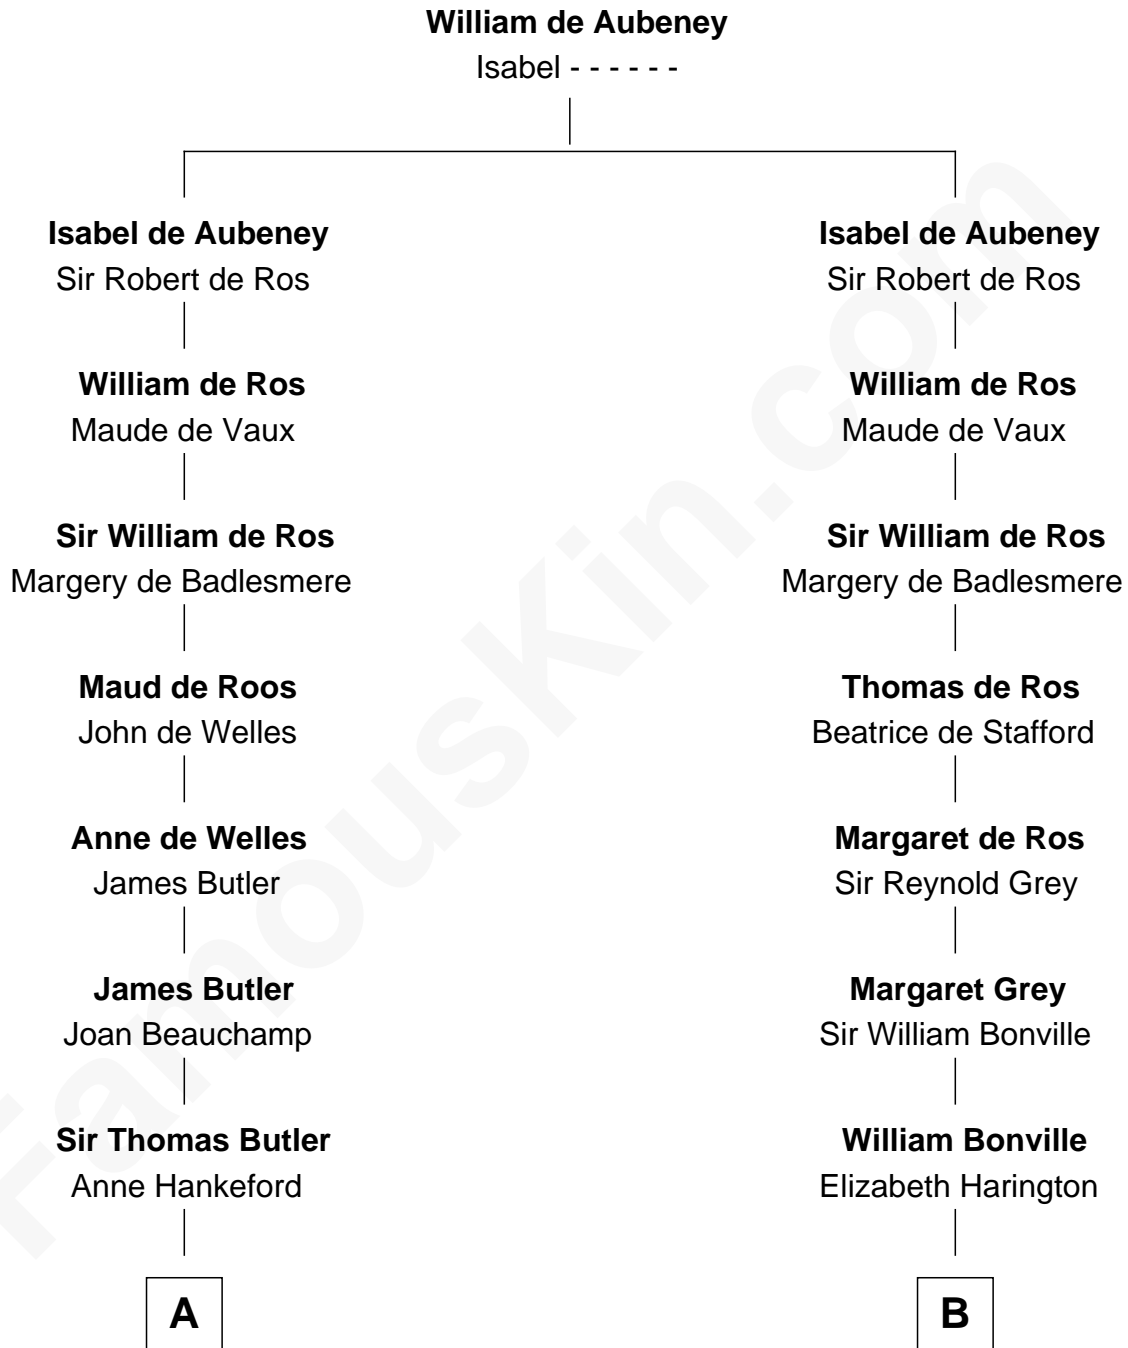 William de Aubeney
Isabel - - - - - -
Isabel de Aubeney
Sir Robert de Ros
William de Ros
Maude de Vaux
Sir William de Ros
Margery de Badlesmere
Maud de Roos
John de Welles
Anne de Welles
James Butler
James Butler
Joan Beauchamp
Sir Thomas Butler
Anne Hankeford
A
Isabel de Aubeney
Sir Robert de Ros
William de Ros
Maude de Vaux
Sir William de Ros
Margery de Badlesmere
Thomas de Ros
Beatrice de Stafford
Margaret de Ros
Sir Reynold Grey
Margaret Grey
Sir William Bonville
William Bonville
Elizabeth Harington
B
FamousKin.com